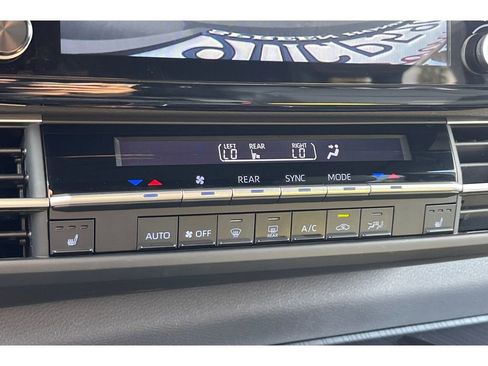 LEFT REAR RIGHT
LO LO
REAR SYNC MODE
AUTO OFF REAR A/C